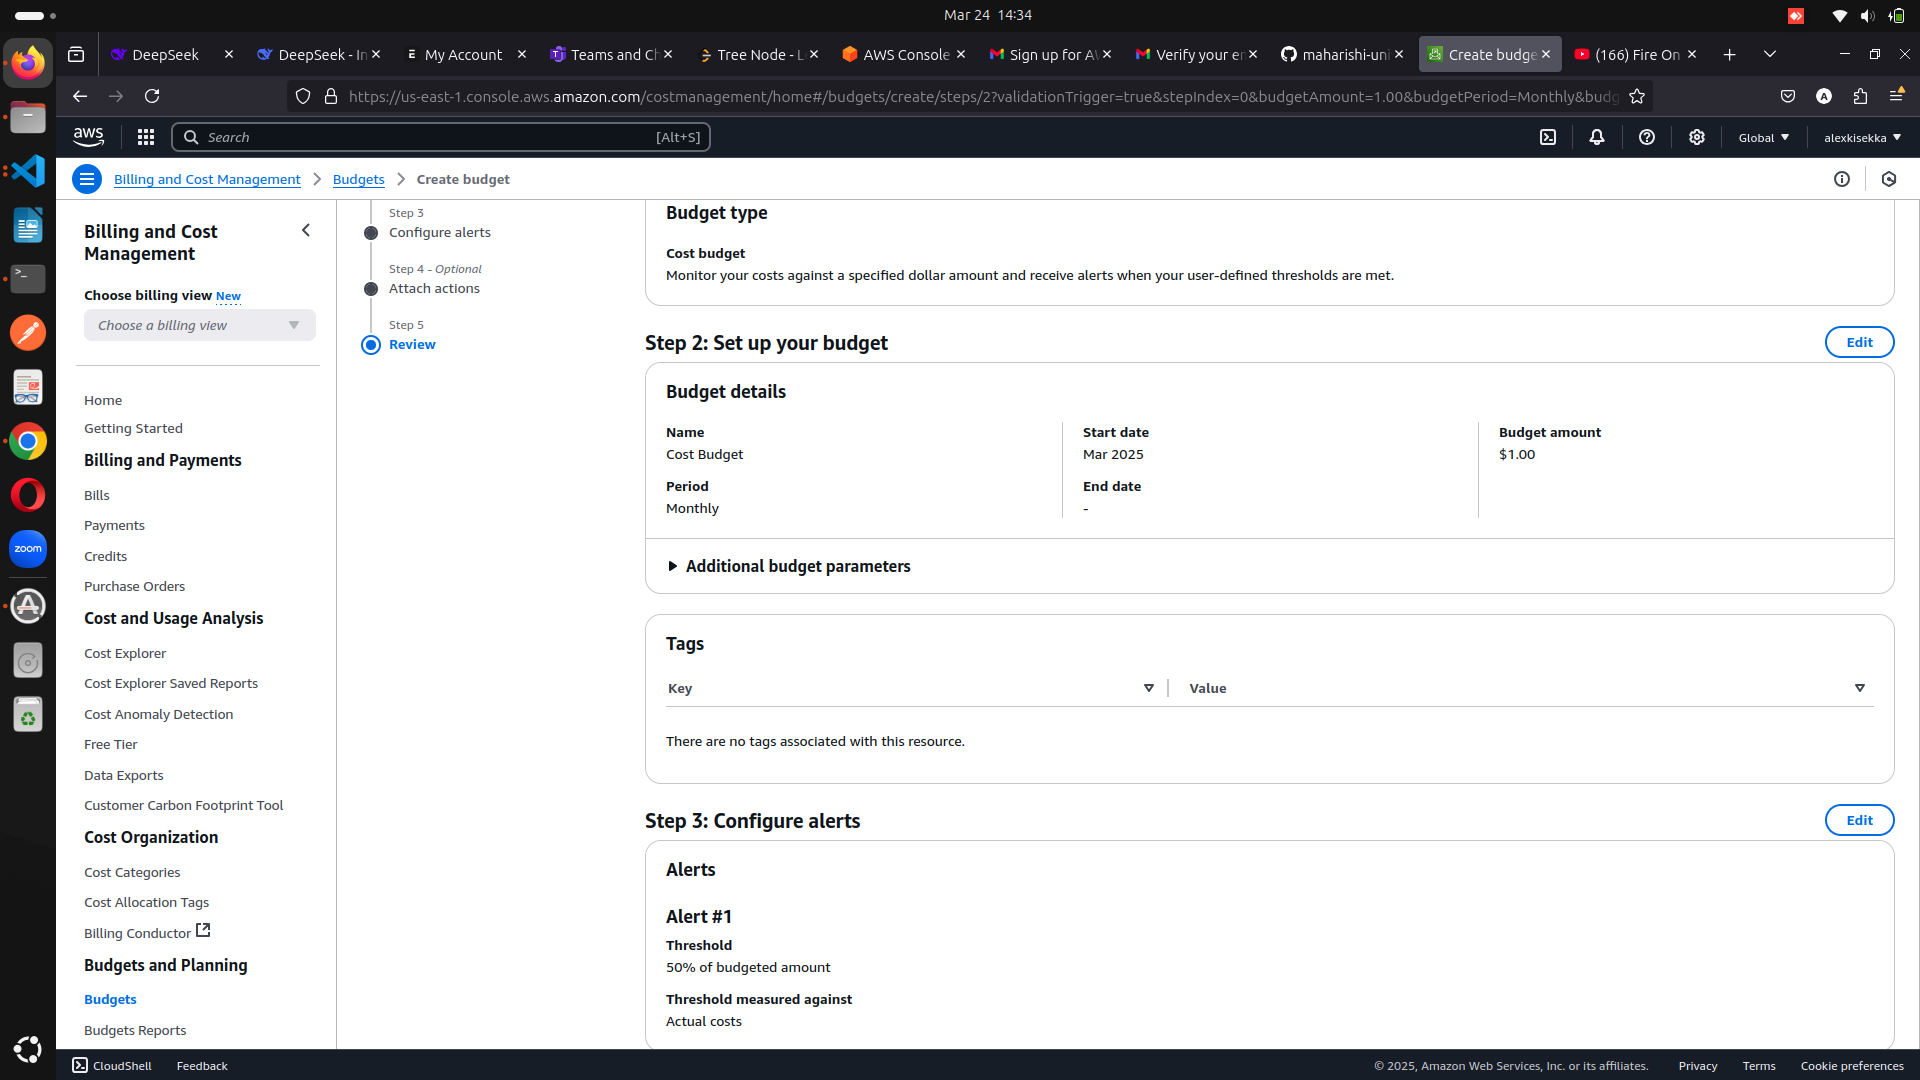 Mar 24 14:34
DeepSeek
DeepSeek - In
My Account
Teams and Ch
Tree Node - Le
AWS Console
Sign up for AW
Verify your em
maharishi-uni
Create budge
(166) Fire On
https://us-east-1.console.aws.amazon.com/costmanagement/home#/budgets/create/steps/2?validationTrigger=true&stepIndex=0&budgetAmount=1.00&budgetPeriod=Monthly&budg
aws
Search
[Alt+S]
Global
alexkisekka
Billing and Cost Management
Budgets
Create budget
Billing and Cost
Management
Choose billing view New
Choose a billing view
Home
Getting Started
Billing and Payments
Bills
Payments
Credits
Purchase Orders
Cost and Usage Analysis
Cost Explorer
Cost Explorer Saved Reports
Cost Anomaly Detection
Free Tier
Data Exports
Customer Carbon Footprint Tool
Cost Organization
Cost Categories
Cost Allocation Tags
Billing Conductor
Budgets and Planning
Budgets
Budgets Reports
Step 3
Configure alerts
Step 4 - Optional
Attach actions
Step 5
Review
Budget type
Cost budget
Monitor your costs against a specified dollar amount and receive alerts when your user-defined thresholds are met.
Step 2: Set up your budget
Edit
Budget details
Name
Cost Budget
Period
Monthly
Start date
Mar 2025
End date
-
Budget amount
$1.00
Additional budget parameters
Tags
Key
Value
There are no tags associated with this resource.
Step 3: Configure alerts
Edit
Alerts
Alert #1
Threshold
50% of budgeted amount
Threshold measured against
Actual costs
zoom
CloudShell
Feedback
© 2025, Amazon Web Services, Inc. or its affiliates.
Privacy
Terms
Cookie preferences